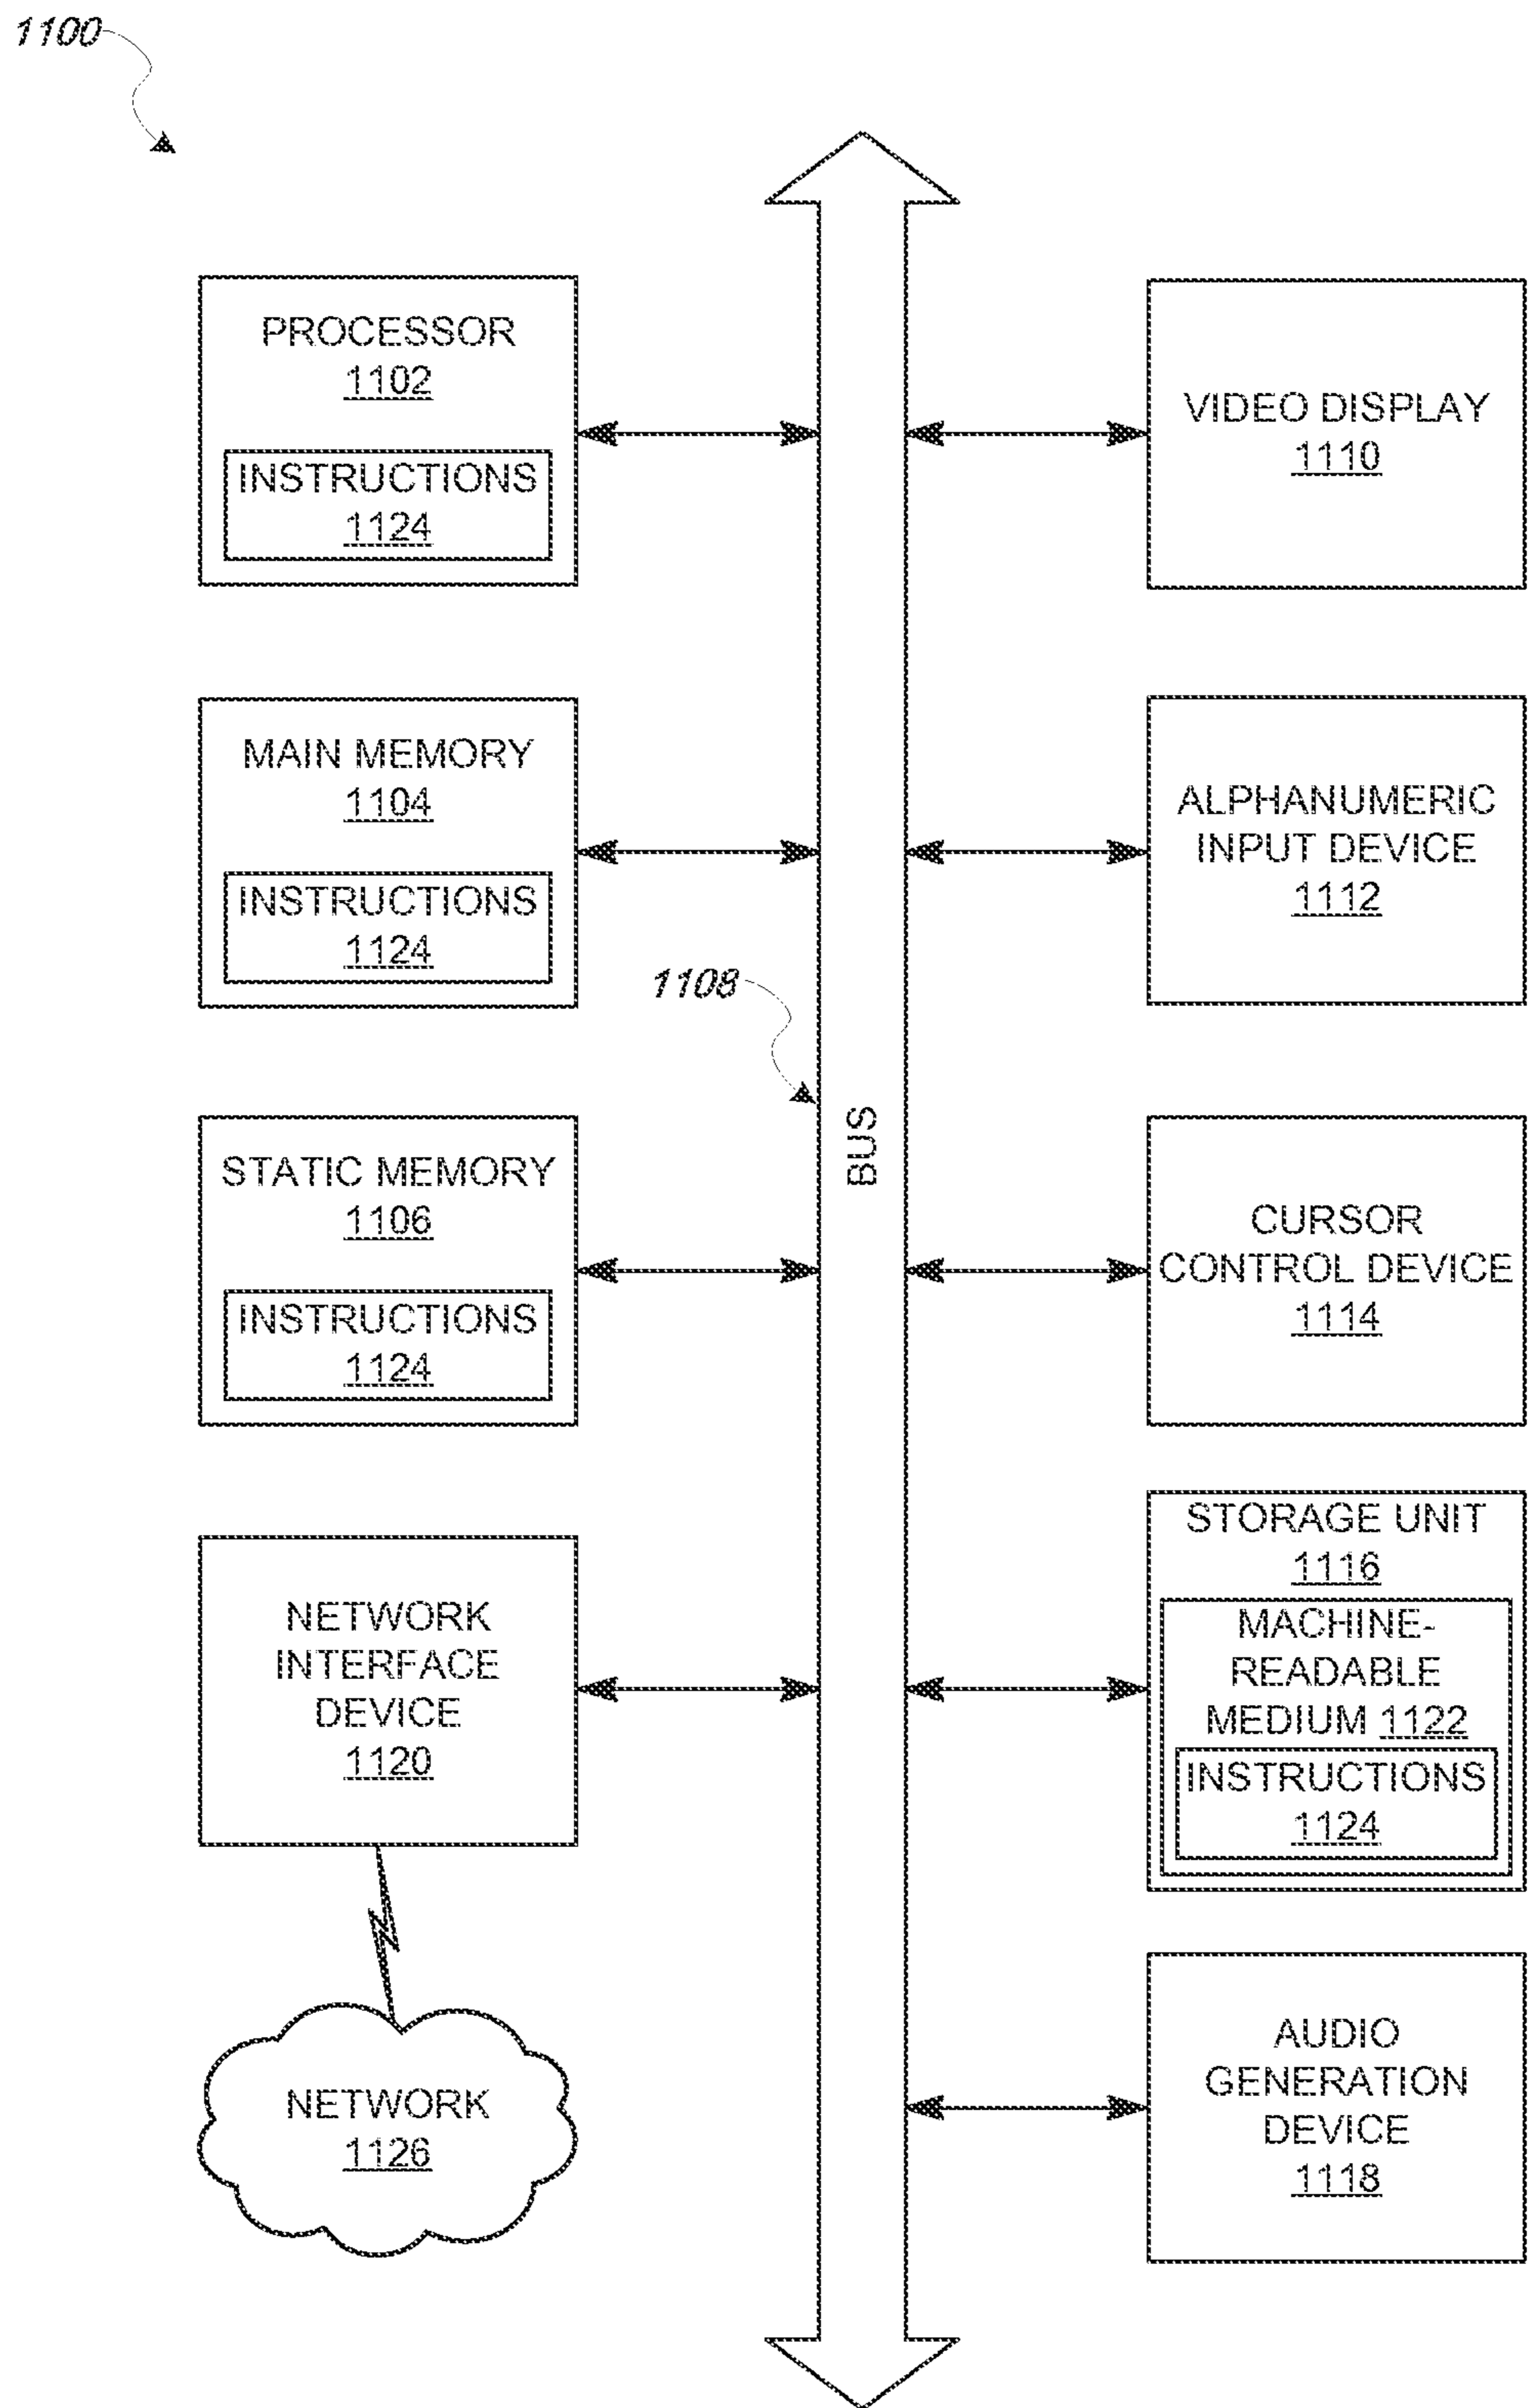 1100
PROCESSOR
1102
INSTRUCTIONS
1124
MAIN MEMORY
1104
INSTRUCTIONS
1124
STATIC MEMORY
1106
INSTRUCTIONS
1124
NETWORK
INTERFACE
DEVICE
1120
NETWORK
1126
1108
BUS
VIDEO DISPLAY
1110
ALPHANUMERIC
INPUT DEVICE
1112
CURSOR
CONTROL DEVICE
1114
STORAGE UNIT
1116
MACHINE-
READABLE
MEDIUM 1122
INSTRUCTIONS
1124
AUDIO
GENERATION
DEVICE
1118